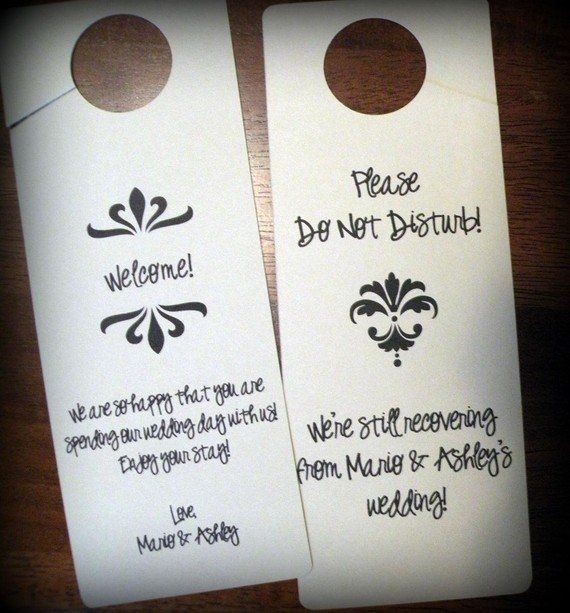 Welcome!
We are so happy that you are
spending our wedding day with us!
Enjoy your stay!
Love,
Mario & Ashley
Please
Do Not Disturb!
We're still recovering
from Mario & Ashley's
wedding!